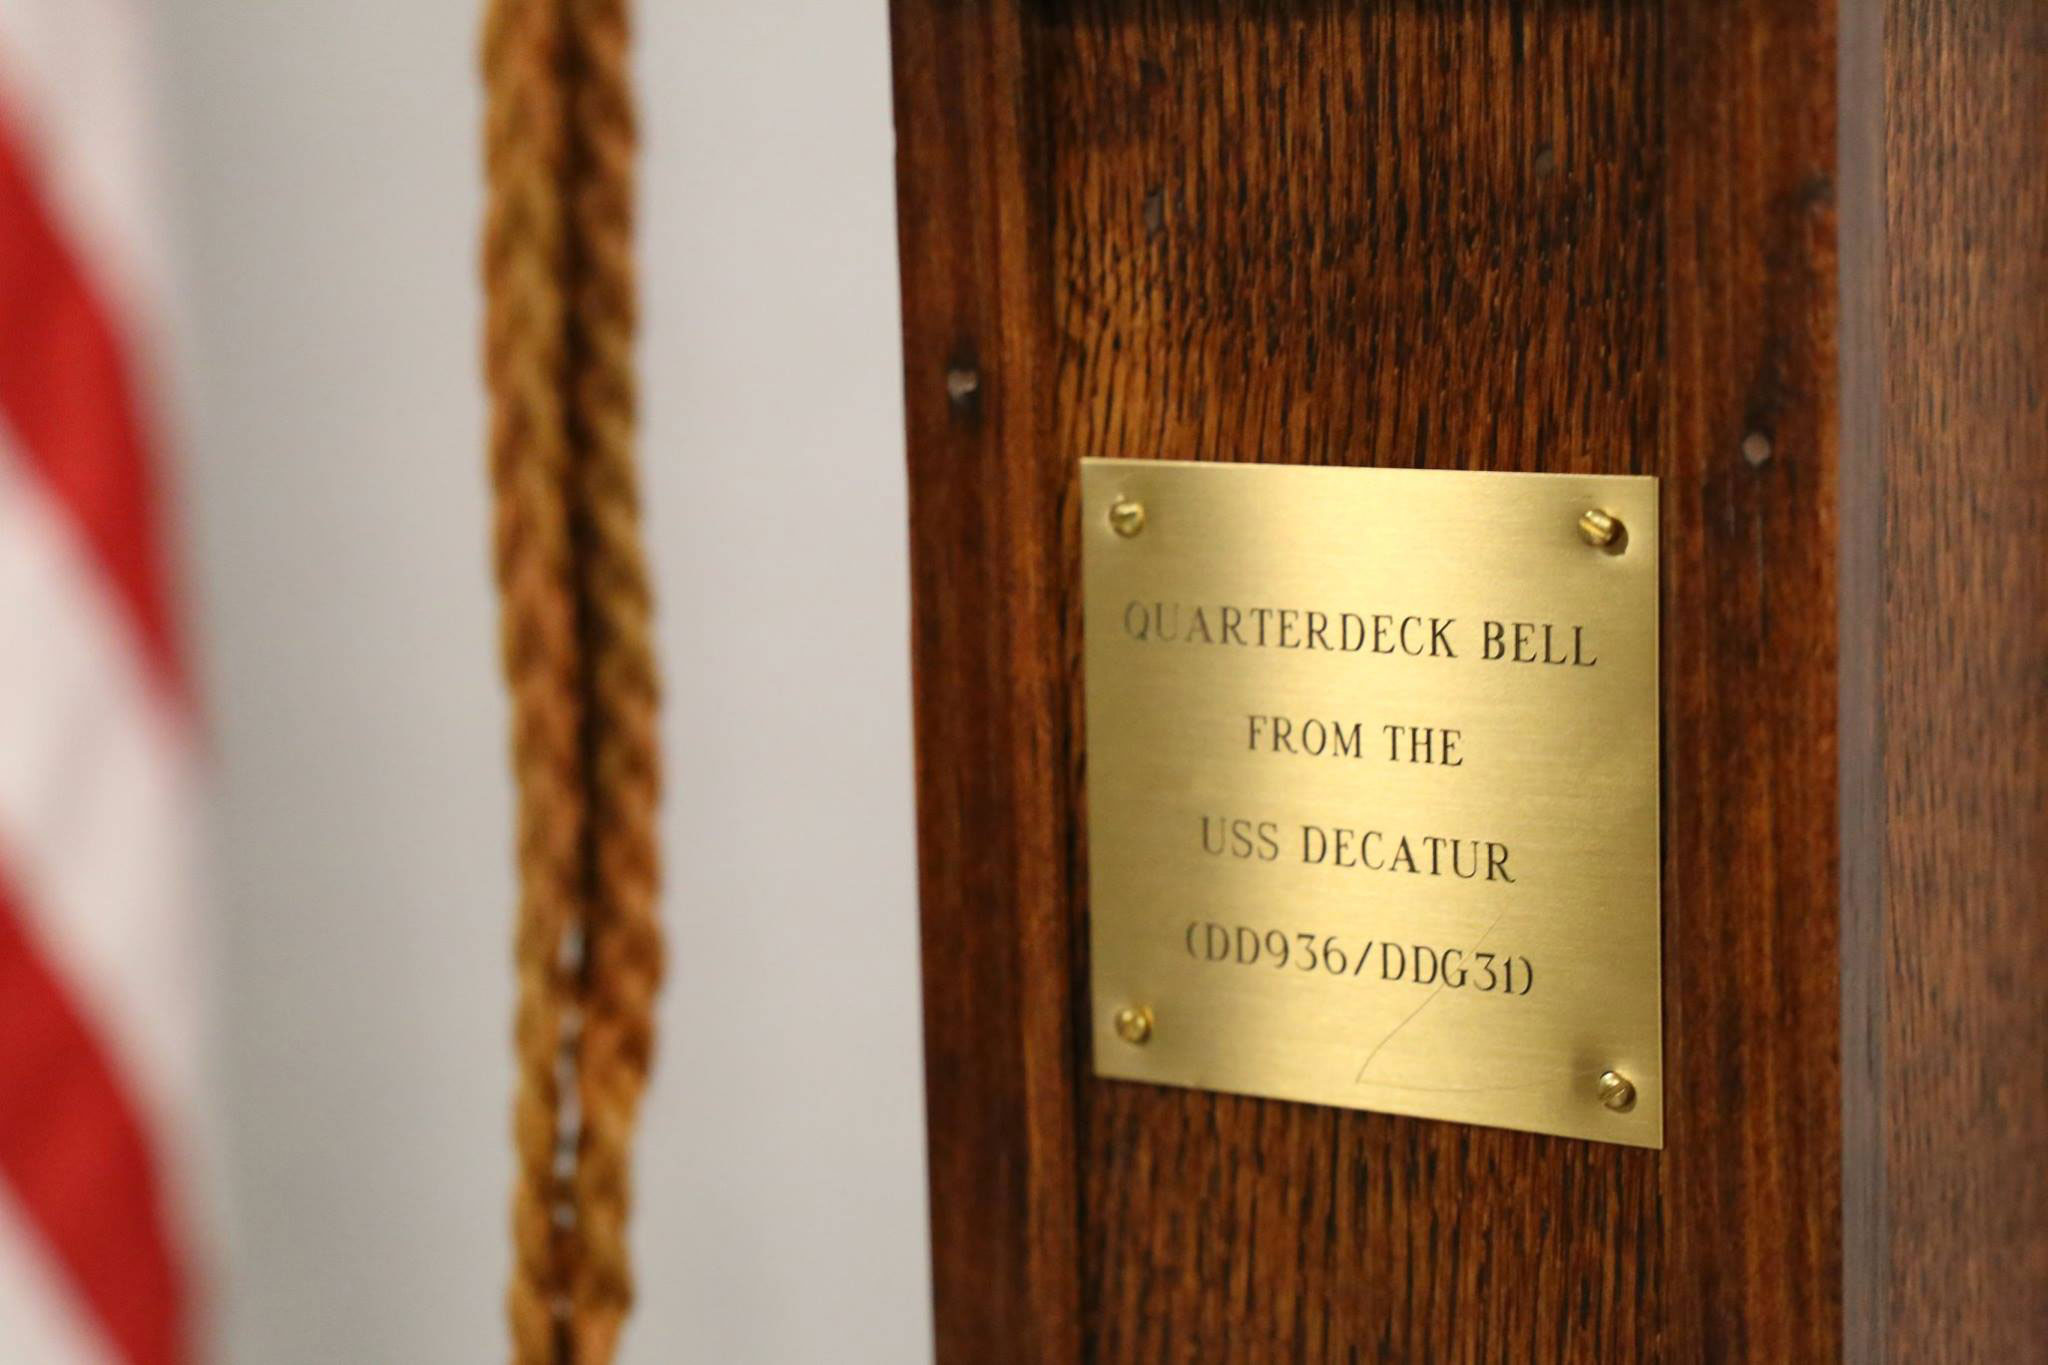 QUARTERDECK BELL
FROM THE
USS DECATUR
(DD936/DDG31)